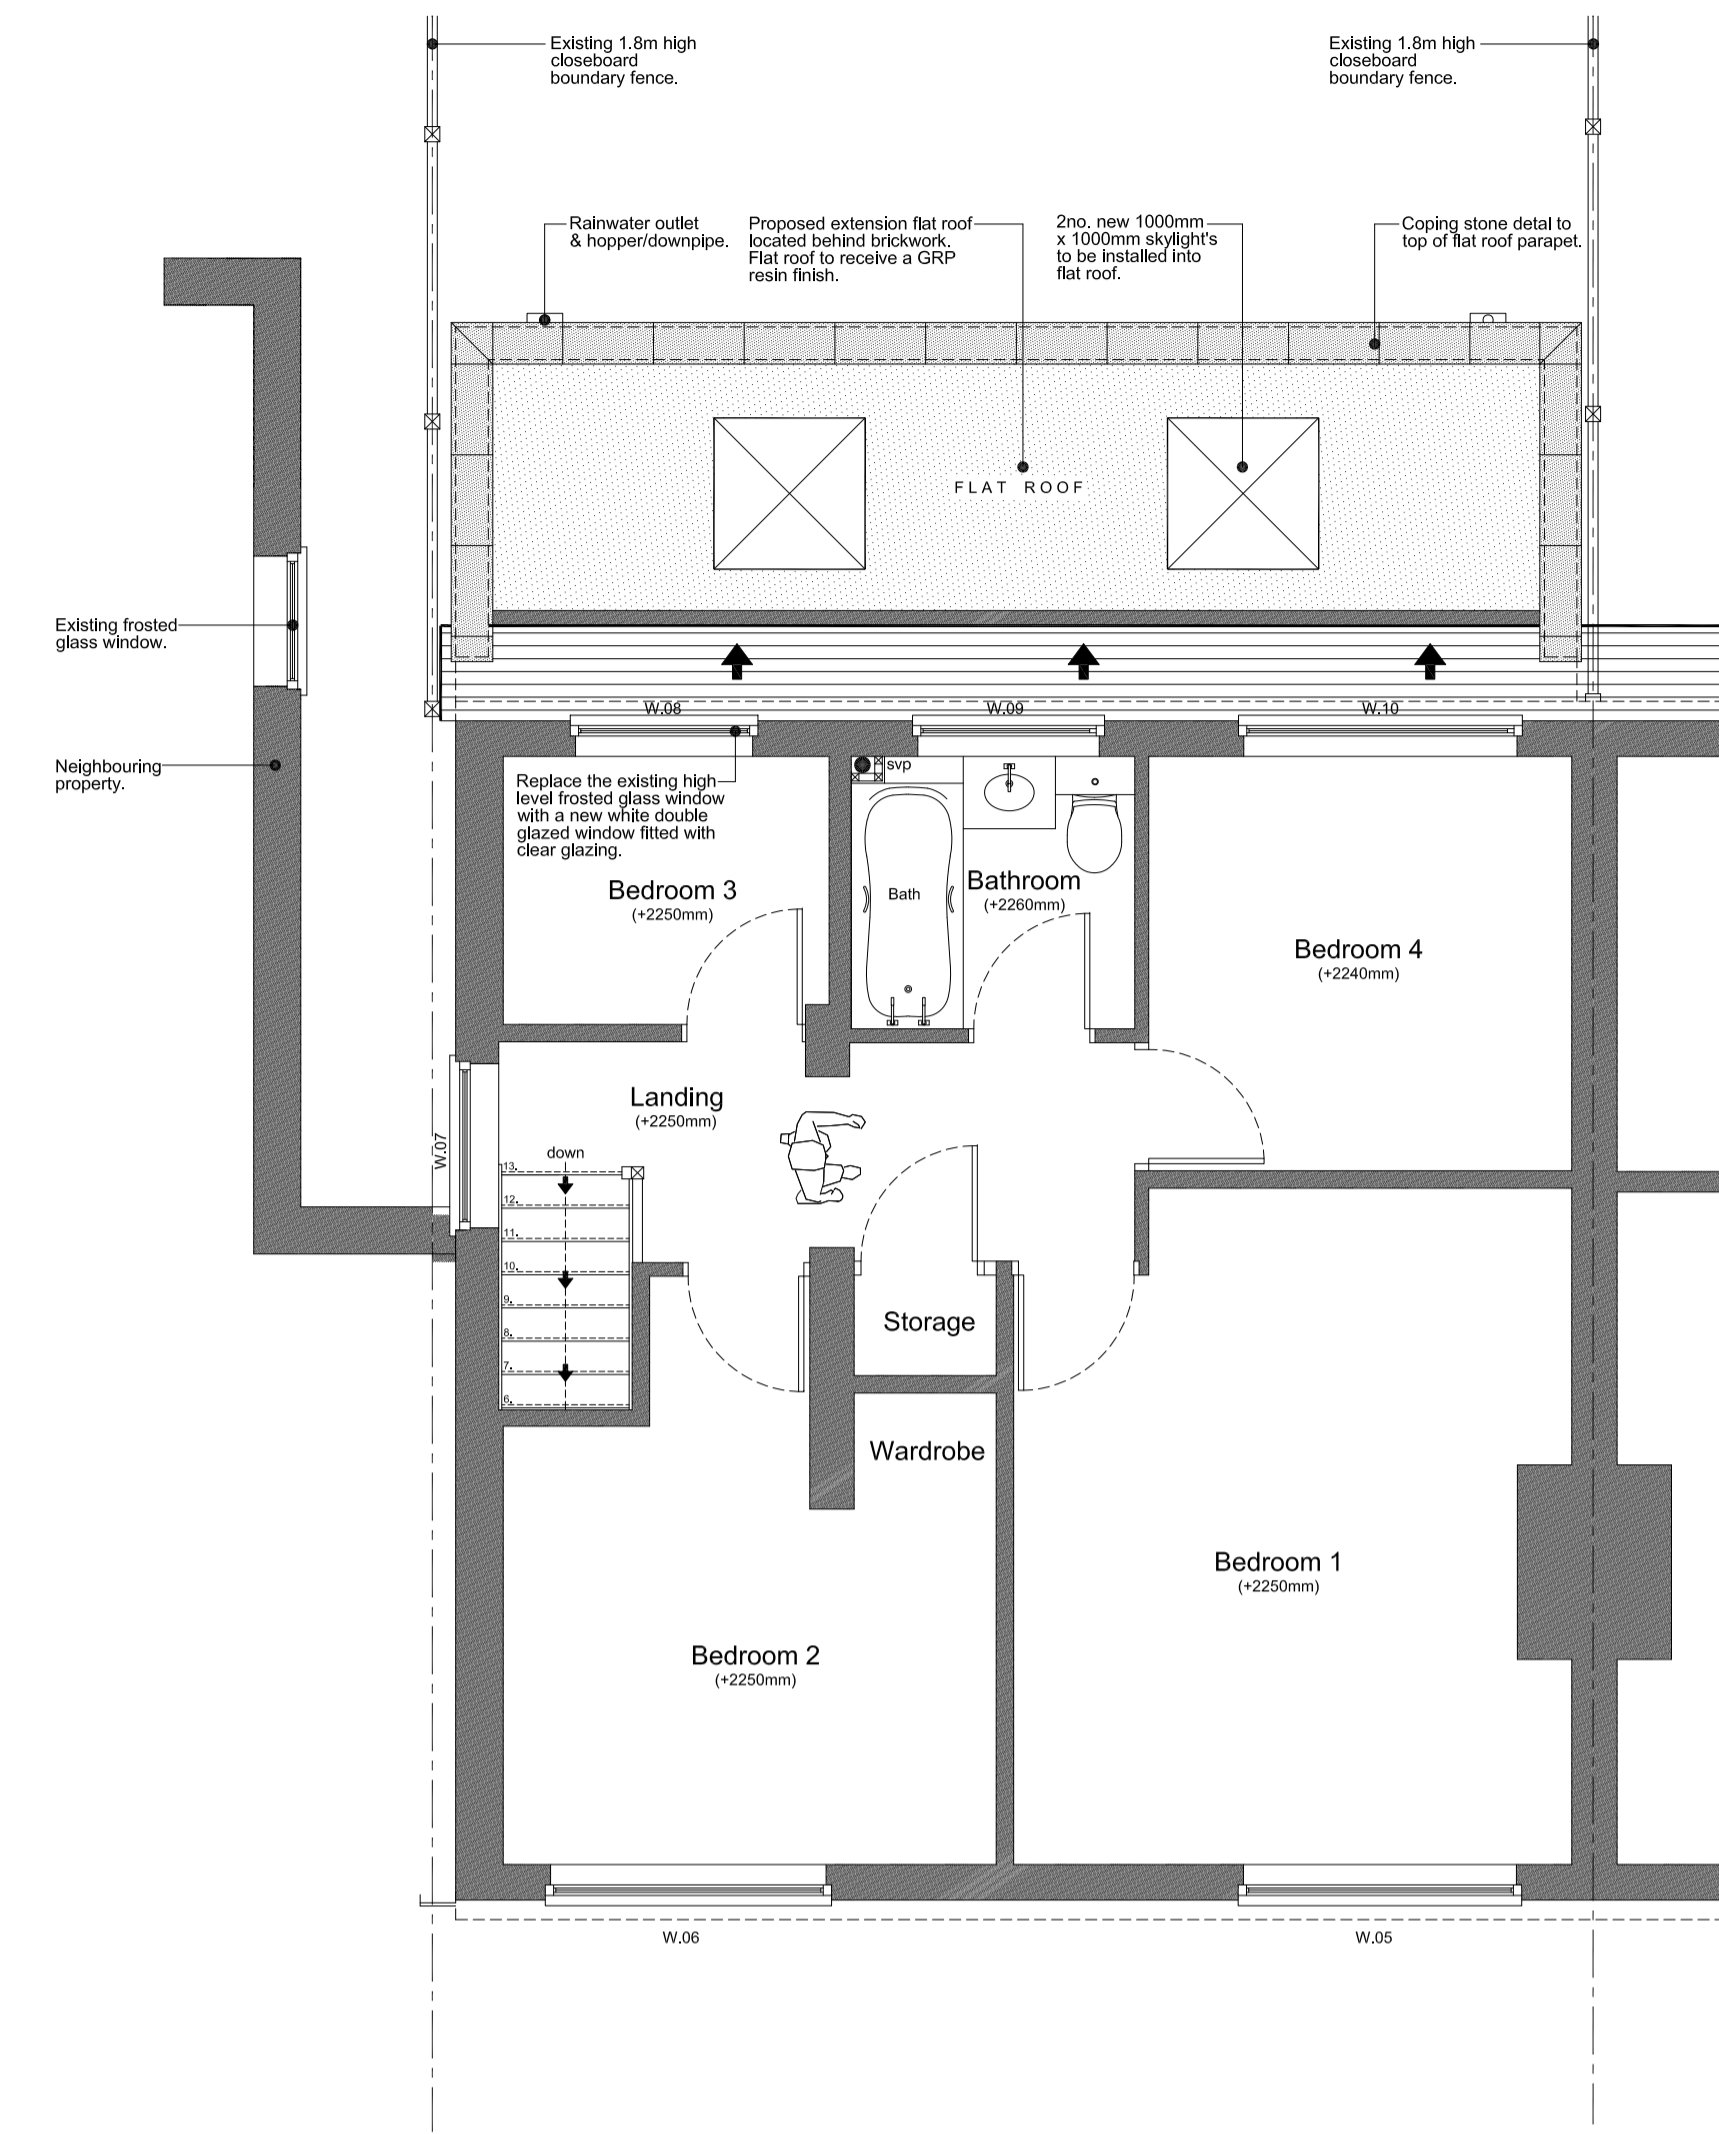 Existing 1.8m high
closeboard
boundary fence.
Existing 1.8m high
closeboard
boundary fence.
Rainwater outlet
& hopper/downpipe.
Proposed extension flat roof
located behind brickwork.
Flat roof to receive a GRP
resin finish.
2no. new 1000mm
x 1000mm skylight's
to be installed into
flat roof.
Coping stone detal to
top of flat roof parapet.
FLAT ROOF
Existing frosted
glass window.
Neighbouring
property.
W.08
W.09
W.10
Replace the existing high
level frosted glass window
with a new white double
glazed window fitted with
clear glazing.
svp
Bedroom 3
(+2250mm)
Bath
Bathroom
(+2260mm)
Bedroom 4
(+2240mm)
Landing
(+2250mm)
W.07
down
13.
12.
11.
10.
9.
8.
7.
6.
Storage
Wardrobe
Bedroom 1
(+2250mm)
Bedroom 2
(+2250mm)
W.06
W.05